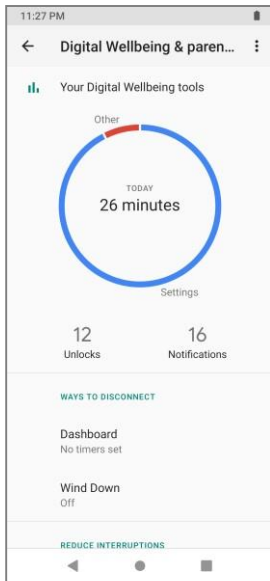 11:27 PM
Digital Wellbeing & paren...
Your Digital Wellbeing tools
Other
TODAY
26 minutes
Settings
12
Unlocks
16
Notifications
WAYS TO DISCONNECT
Dashboard
No timers set
Wind Down
Off
REDUCE INTERRUPTIONS